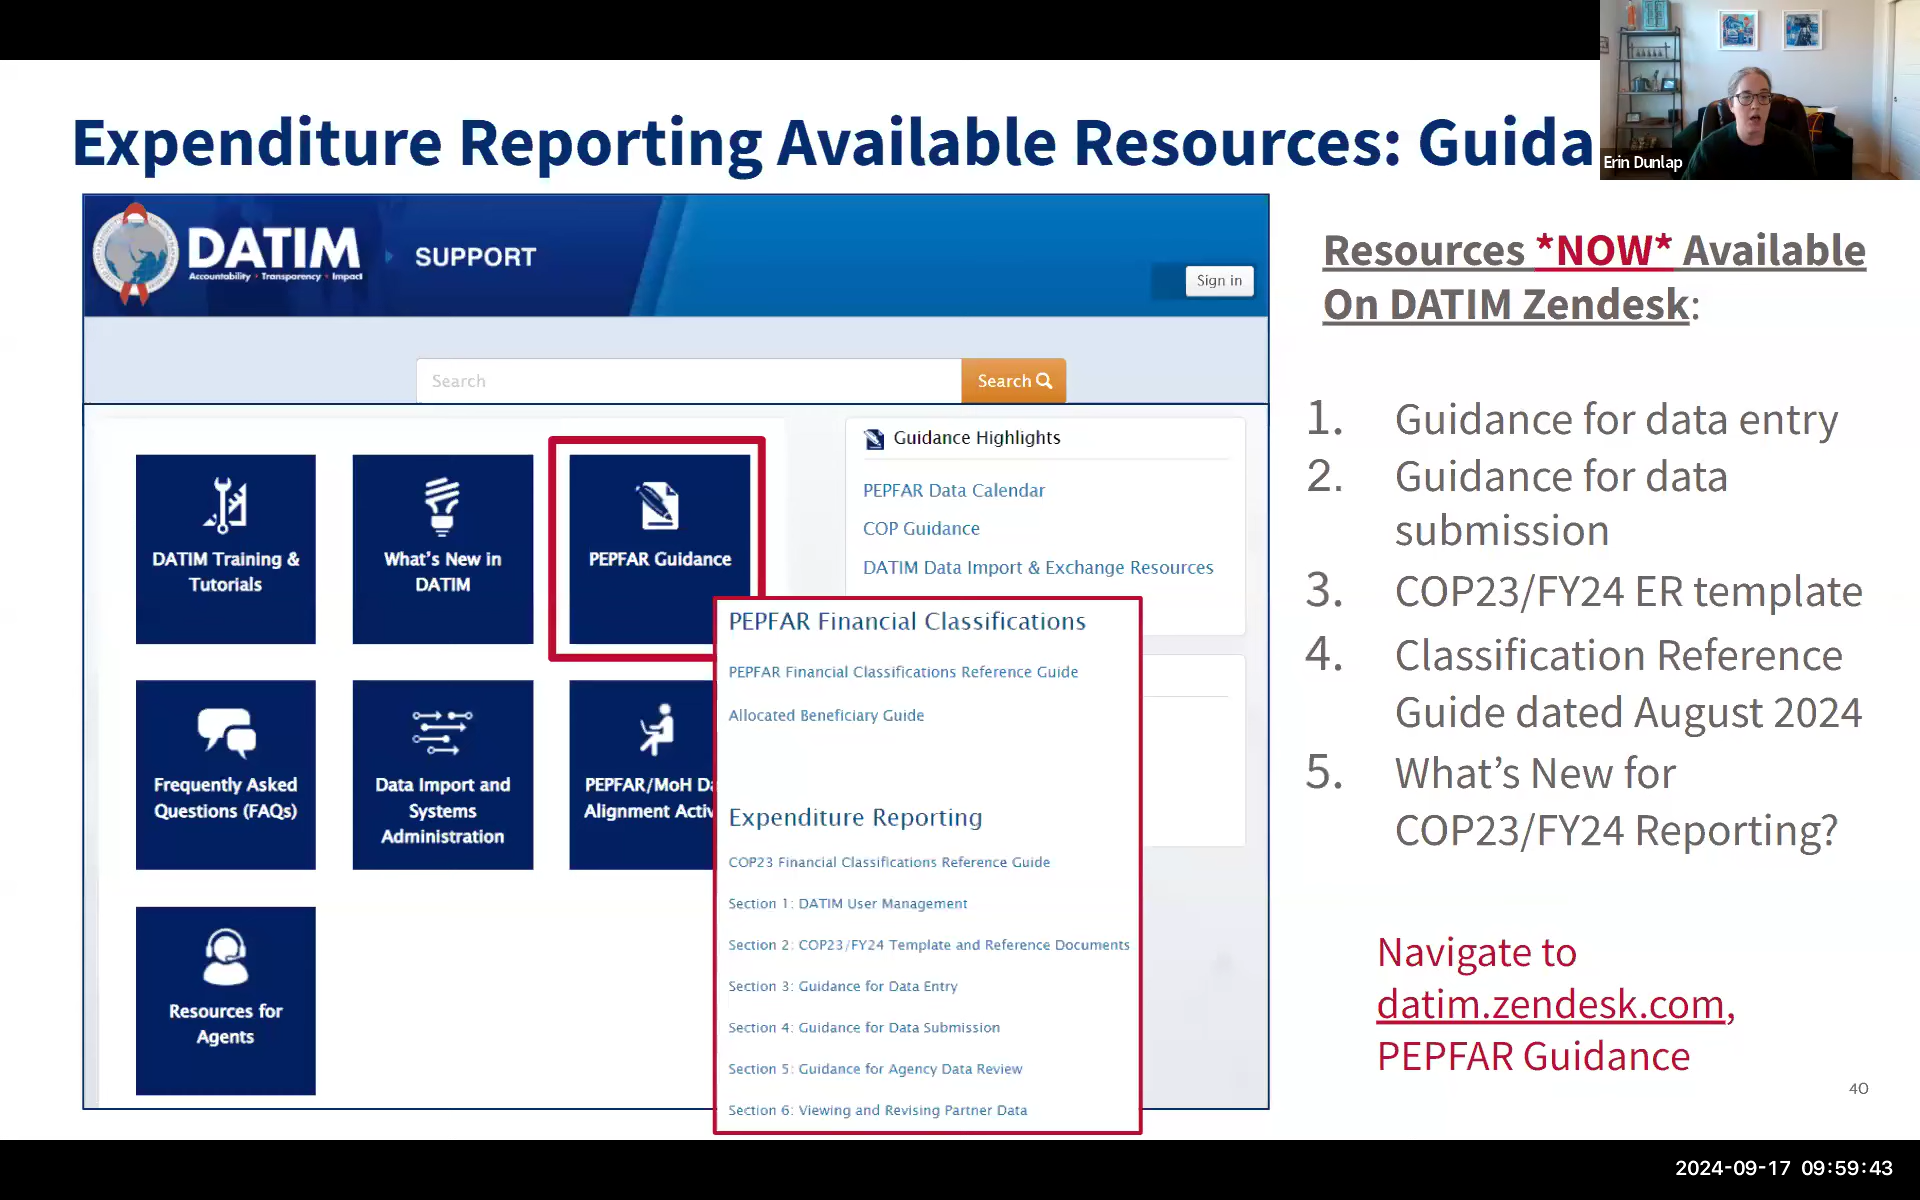 Expenditure Reporting Available Resources: Guida
Erin Dunlap
DATIM
Accountability • Transparency • Impact
SUPPORT
Sign in
Search
Search
DATIM Training &
Tutorials
What's New in
DATIM
PEPFAR Guidance
Frequently Asked
Questions (FAQs)
Data Import and
Systems
Administration
PEPFAR/MoH Da
Alignment Activ
Resources for
Agents
Guidance Highlights
PEPFAR Data Calendar
COP Guidance
DATIM Data Import & Exchange Resources
PEPFAR Financial Classifications
PEPFAR Financial Classifications Reference Guide
Allocated Beneficiary Guide
Expenditure Reporting
COP23 Financial Classifications Reference Guide
Section 1: DATIM User Management
Section 2: COP23/FY24 Template and Reference Documents
Section 3: Guidance for Data Entry
Section 4: Guidance for Data Submission
Section 5: Guidance for Agency Data Review
Section 6: Viewing and Revising Partner Data
Resources *NOW* Available
On DATIM Zendesk:
1. Guidance for data entry
2. Guidance for data
submission
3. COP23/FY24 ER template
4. Classification Reference
Guide dated August 2024
5. What's New for
COP23/FY24 Reporting?
Navigate to
datim.zendesk.com,
PEPFAR Guidance
40
2024-09-17 09:59:43